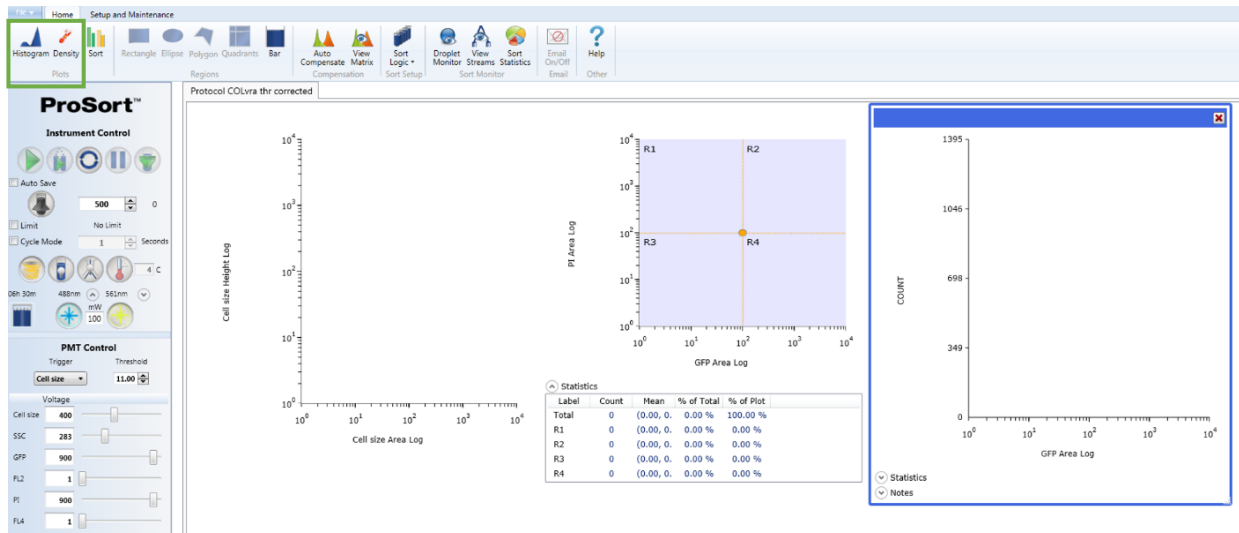 File Home Setup and Maintenance
Histogram Density Sort Rectangle Ellipse Polygon Quadrants Bar Auto Compensate View Matrix Sort Logic Droplet Monitor View Streams Sort Statistics Email On/Off Help
Plots Regions Compensation Sort Setup Sort Monitor Email Other
ProSort™
Instrument Control
Auto Save
500 0
Limit No Limit
Cycle Mode 1 Seconds
4 C
06h 30m 488nm 561nm
mW
100
PMT Control
Trigger Threshold
Cell size 11.00
Voltage
Cell size 400
SSC 283
GFP 900
FL2 1
PI 900
FL4 1
Protocol COLvra thr corrected
10⁴
10³
10²
10¹
10⁰
Cell size Height Log
10⁰ 10¹ 10² 10³ 10⁴
Cell size Area Log
10⁴
10³
10²
10¹
10⁰
PI Area Log
R1 R2
R3 R4
10⁰ 10¹ 10² 10³ 10⁴
GFP Area Log
Statistics
Label Count Mean % of Total % of Plot
Total 0 (0.00, 0. 0.00 % 100.00 %
R1 0 (0.00, 0. 0.00 % 0.00 %
R2 0 (0.00, 0. 0.00 % 0.00 %
R3 0 (0.00, 0. 0.00 % 0.00 %
R4 0 (0.00, 0. 0.00 % 0.00 %
1395
1046
698
349
0
COUNT
10⁰ 10¹ 10² 10³ 10⁴
GFP Area Log
Statistics
Notes